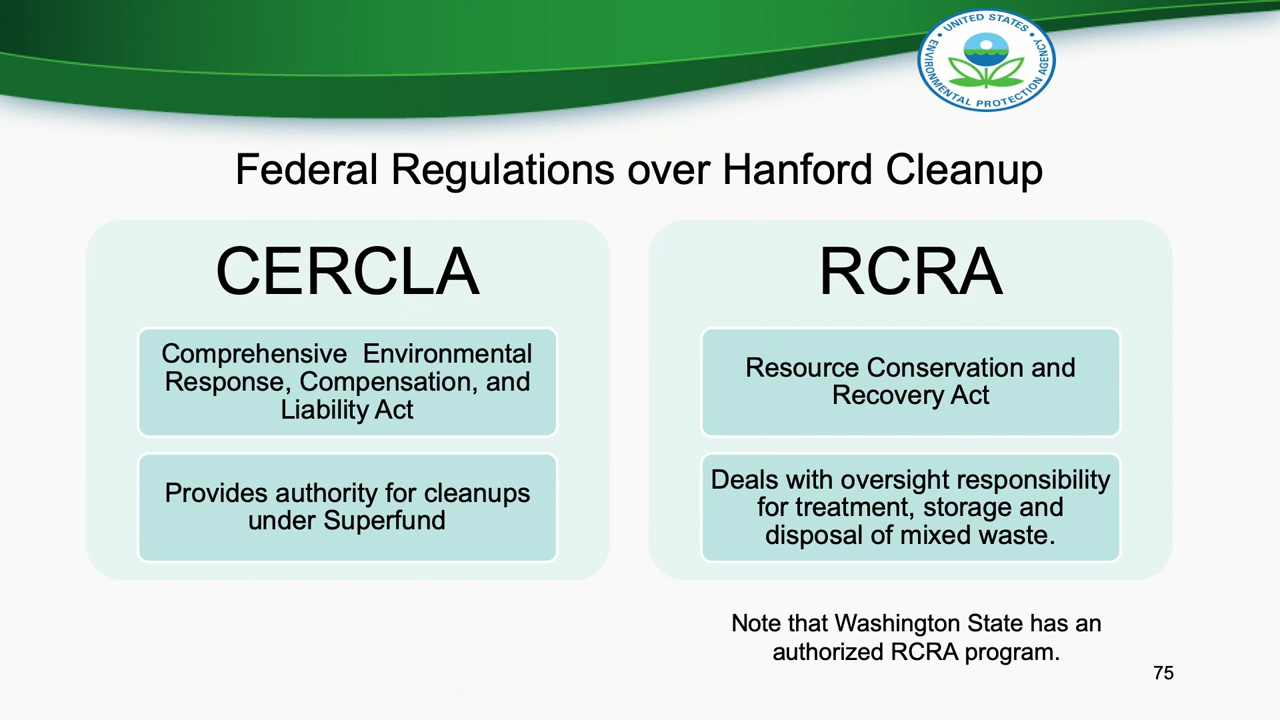 UNITED STATES
ENVIRONMENTAL PROTECTION AGENCY
Federal Regulations over Hanford Cleanup
CERCLA
Comprehensive  Environmental
Response, Compensation, and
Liability Act
Provides authority for cleanups
under Superfund
RCRA
Resource Conservation and
Recovery Act
Deals with oversight responsibility
for treatment, storage and
disposal of mixed waste.
Note that Washington State has an
authorized RCRA program.
75